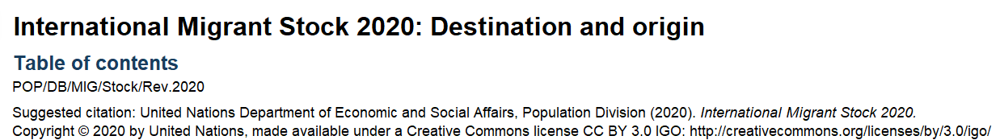 International Migrant Stock 2020: Destination and origin
Table of contents
POP/DB/MIG/Stock/Rev.2020
Suggested citation: United Nations Department of Economic and Social Affairs, Population Division (2020). International Migrant Stock 2020.
Copyright © 2020 by United Nations, made available under a Creative Commons license CC BY 3.0 IGO: http://creativecommons.org/licenses/by/3.0/igo/